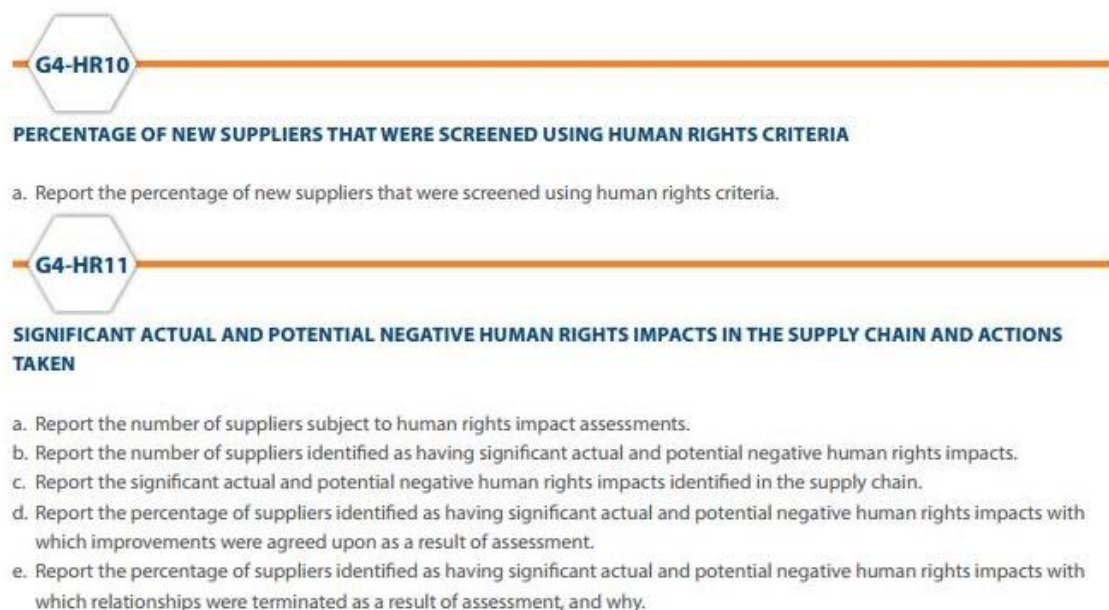 G4-HR10
PERCENTAGE OF NEW SUPPLIERS THAT WERE SCREENED USING HUMAN RIGHTS CRITERIA
a. Report the percentage of new suppliers that were screened using human rights criteria.
G4-HR11
SIGNIFICANT ACTUAL AND POTENTIAL NEGATIVE HUMAN RIGHTS IMPACTS IN THE SUPPLY CHAIN AND ACTIONS
TAKEN
a. Report the number of suppliers subject to human rights impact assessments.
b. Report the number of suppliers identified as having significant actual and potential negative human rights impacts.
c. Report the significant actual and potential negative human rights impacts identified in the supply chain.
d. Report the percentage of suppliers identified as having significant actual and potential negative human rights impacts with
which improvements were agreed upon as a result of assessment.
e. Report the percentage of suppliers identified as having significant actual and potential negative human rights impacts with
which relationships were terminated as a result of assessment, and why.